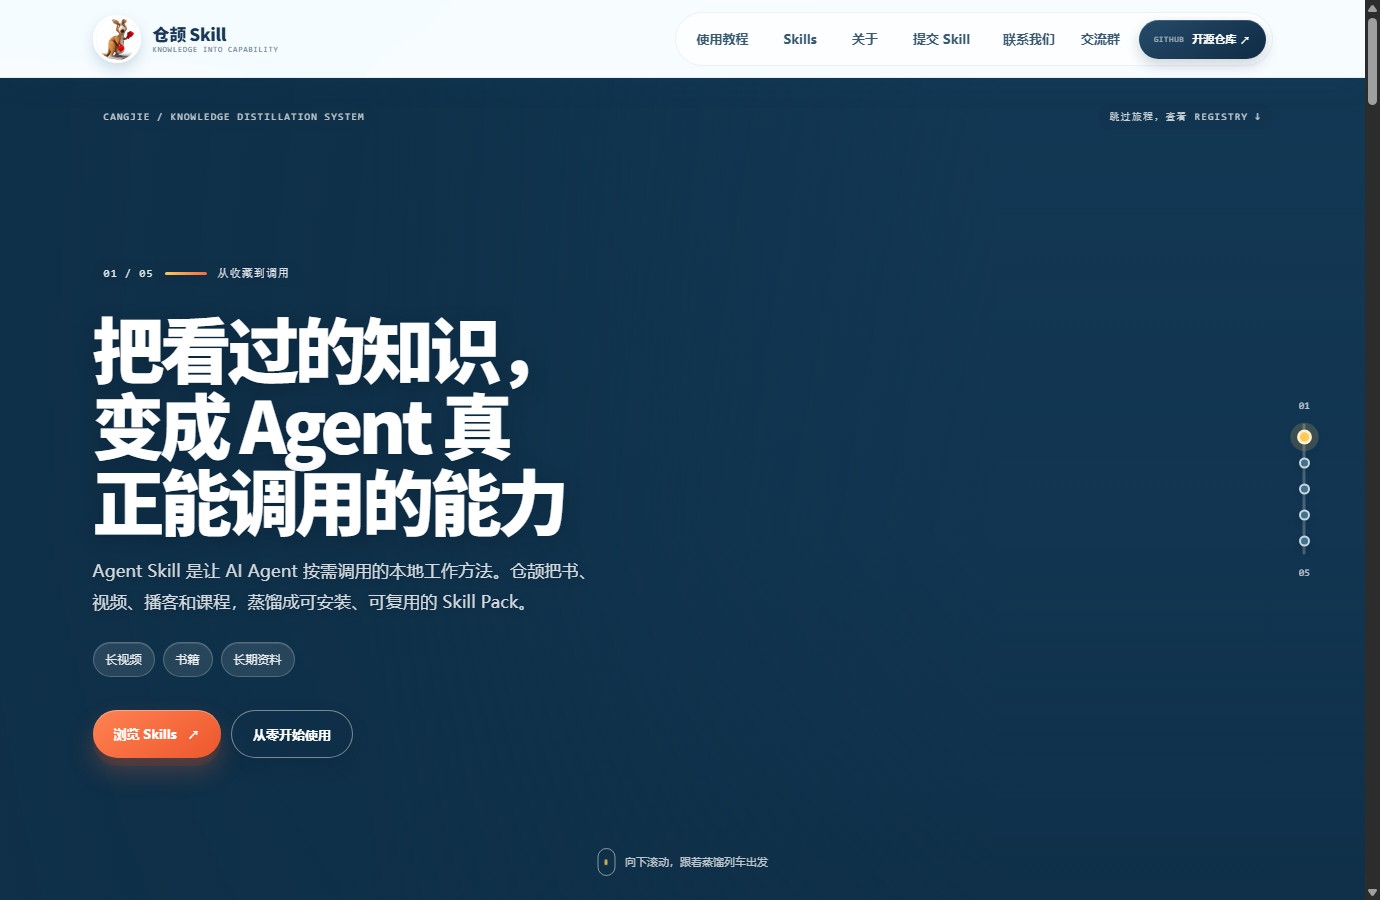 仓颉 Skill
KNOWLEDGE INTO CAPABILITY
使用教程 Skills 关于 提交 Skill 联系我们 交流群 GITHUB 开源仓库 ↗
CANGJIE / KNOWLEDGE DISTILLATION SYSTEM
跳过旅程，查看 REGISTRY ↓
01 / 05 从收藏到调用
把看过的知识，
变成 Agent 真
正能调用的能力
Agent Skill 是让 AI Agent 按需调用的本地工作方法。仓颉把书、
视频、播客和课程，蒸馏成可安装、可复用的 Skill Pack。
长视频 书籍 长期资料
浏览 Skills ↗ 从零开始使用
01
05
向下滚动，跟着蒸馏列车出发